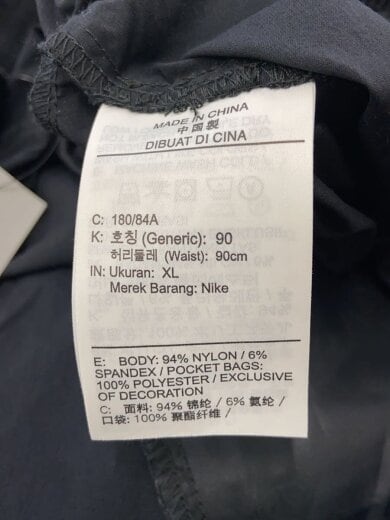 MADE IN CHINA
中国製
DIBUAT DI CINA
C: 180/84A
K: 호칭 (Generic): 90
허리둘레 (Waist): 90cm
IN: Ukuran: XL
Merek Barang: Nike
E: BODY: 94% NYLON / 6%
SPANDEX / POCKET BAGS:
100% POLYESTER / EXCLUSIVE
OF DECORATION
C: 面料: 94% 锦纶 / 6% 氨纶 /
口袋: 100% 聚酯纤维 /